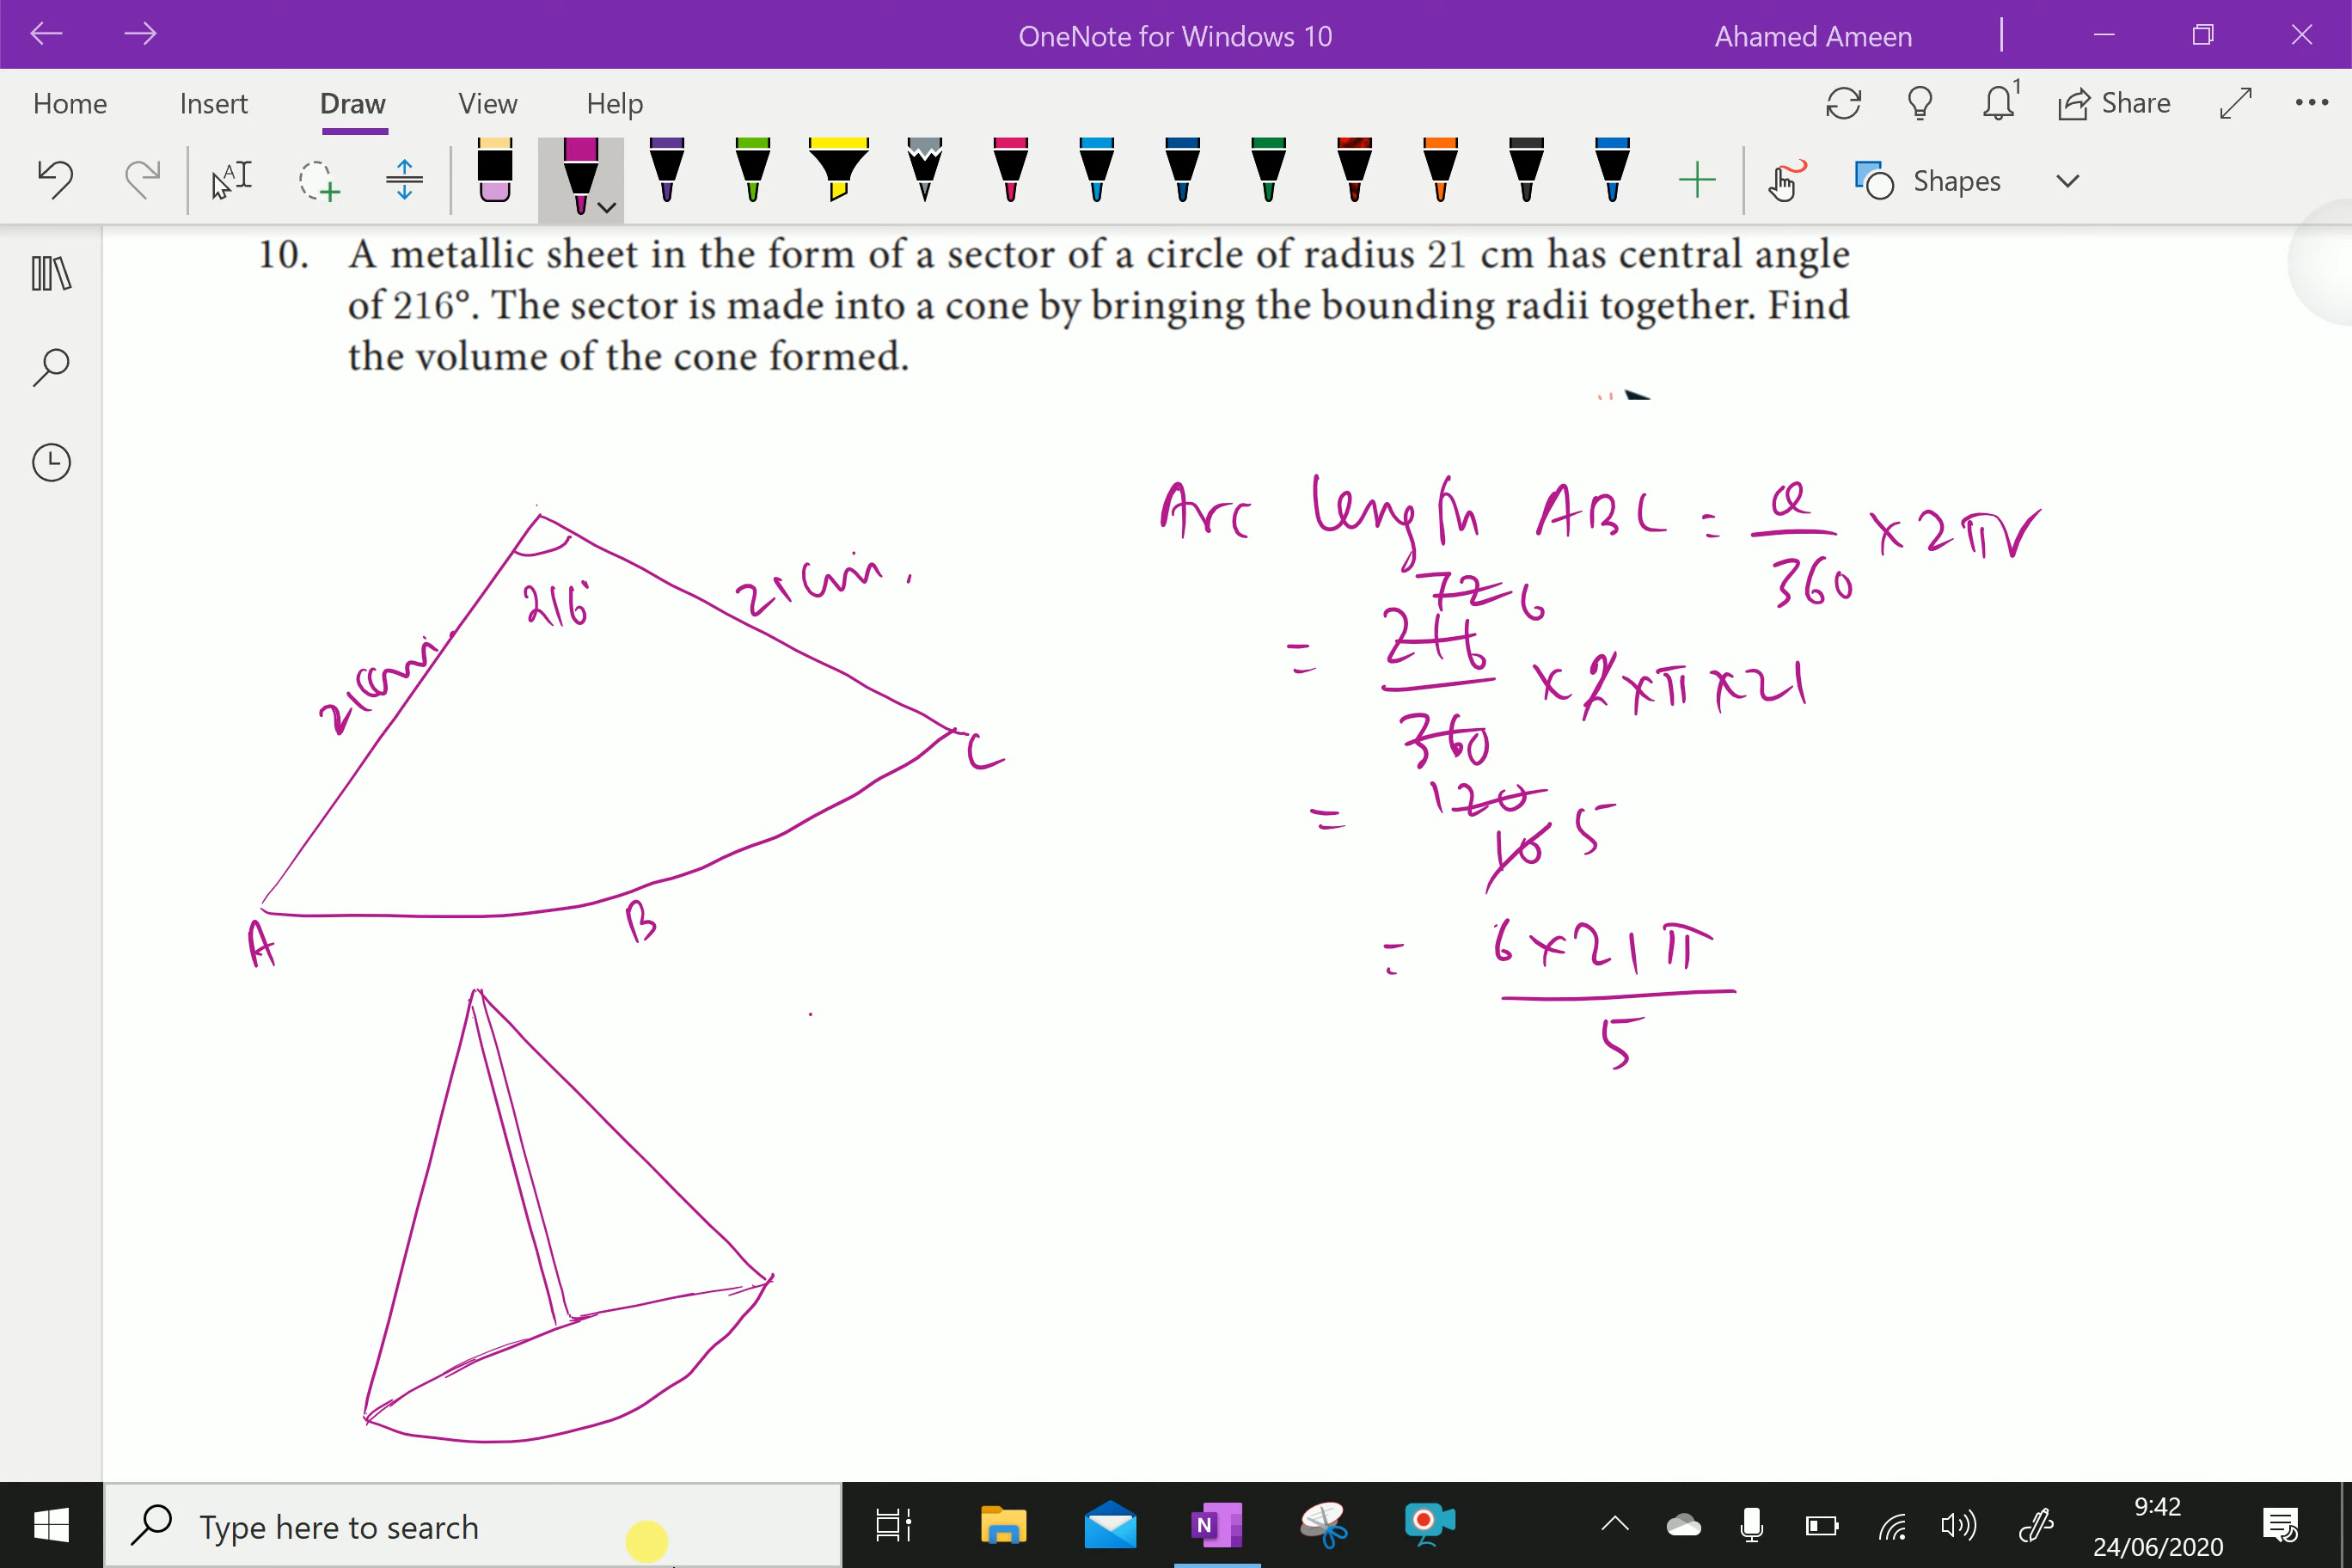 OneNote for Windows 10
Ahamed Ameen
Home Insert Draw View Help
1 Share
Shapes
10. A metallic sheet in the form of a sector of a circle of radius 21 cm has central angle
of 216°. The sector is made into a cone by bringing the bounding radii together. Find
the volume of the cone formed.
216°
21cm.
21cm.
A
B
C
Arc length ABC = θ/360 × 2πr
= 216/360 × 2 × π × 21
72 6
=
120
10 5
= 6 × 21 π / 5
Type here to search
9:42
24/06/2020